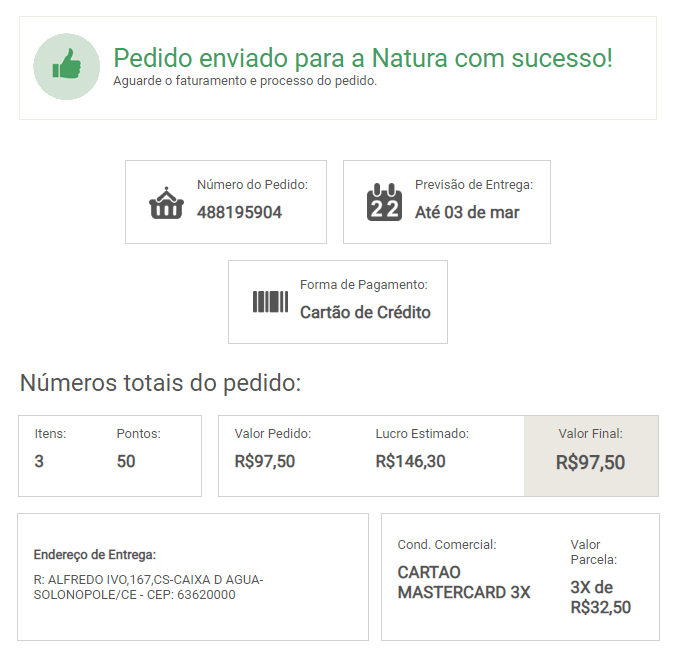 Pedido enviado para a Natura com sucesso!
Aguarde o faturamento e processo do pedido.
Número do Pedido:
488195904
22
Previsão de Entrega:
Até 03 de mar
Forma de Pagamento:
Cartão de Crédito
Números totais do pedido:
Itens:
3
Pontos:
50
Valor Pedido:
R$97,50
Lucro Estimado:
R$146,30
Valor Final:
R$97,50
Endereço de Entrega:
R: ALFREDO IVO,167,CS-CAIXA D AGUA-
SOLONOPOLE/CE - CEP: 63620000
Cond. Comercial:
CARTAO
MASTERCARD 3X
Valor
Parcela:
3X de
R$32,50